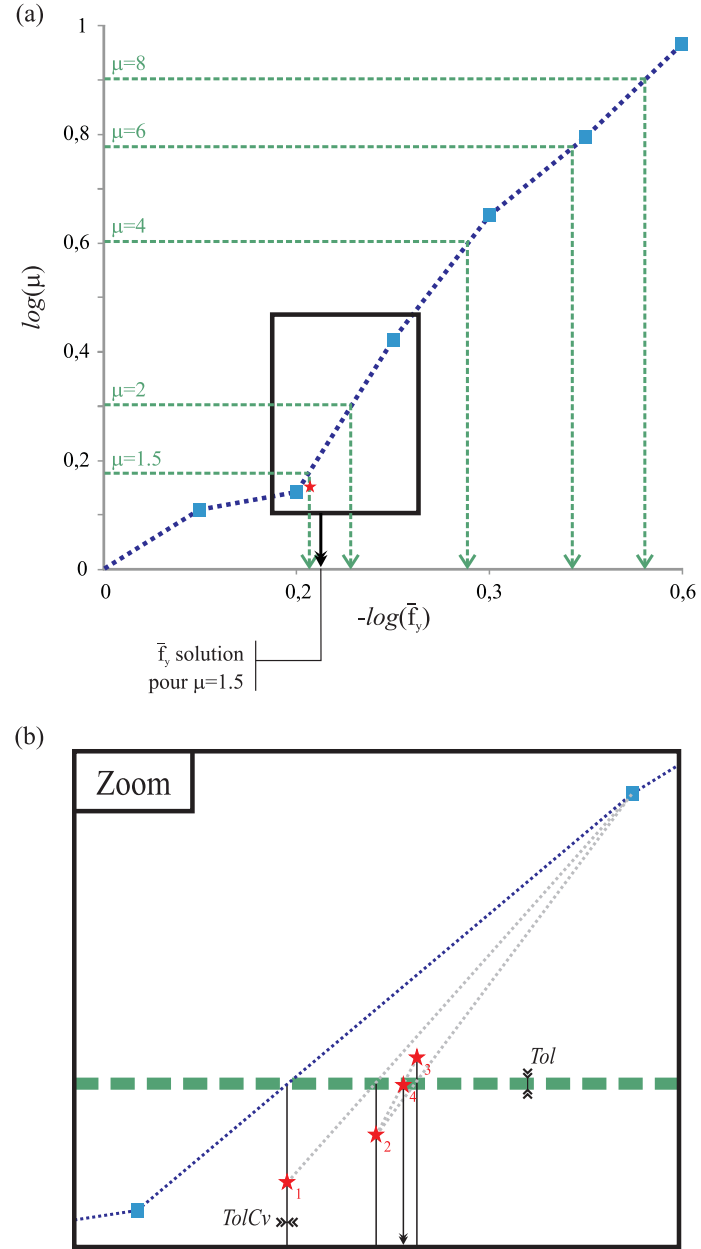 (a)
1
μ=8
0,8
μ=6
0,6
μ=4
log(μ)
0,4
μ=2
0,2
μ=1.5
0
0 0,2 0,3 0,6
-log(f̄y)
f̄y solution
pour μ=1.5
(b)
Zoom
Tol
3
4
2
1
TolCv